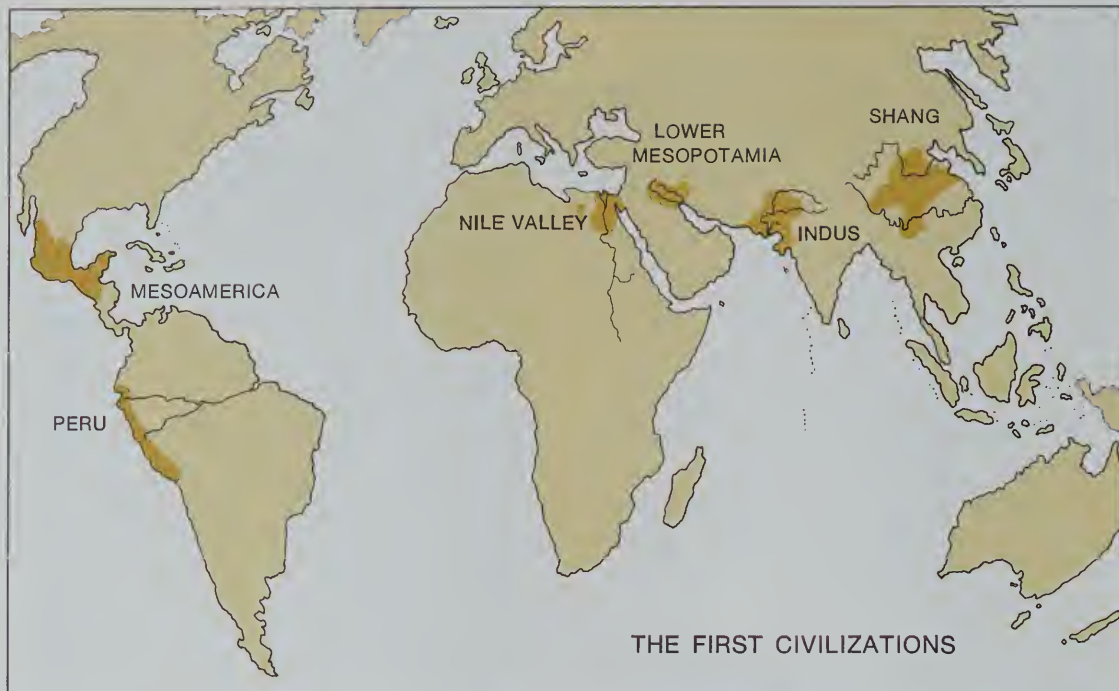 SHANG
LOWER
MESOPOTAMIA
NILE VALLEY
INDUS
MESOAMERICA
PERU
THE FIRST CIVILIZATIONS